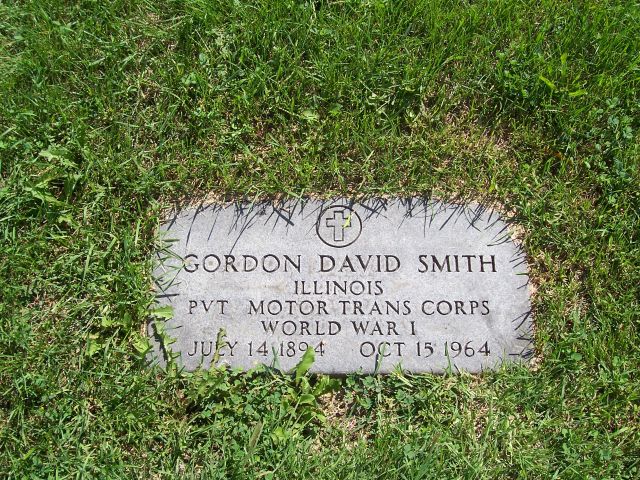 GORDON DAVID SMITH
ILLINOIS
PVT MOTOR TRANS CORPS
WORLD WAR I
JULY 14 1894 OCT 15 1964